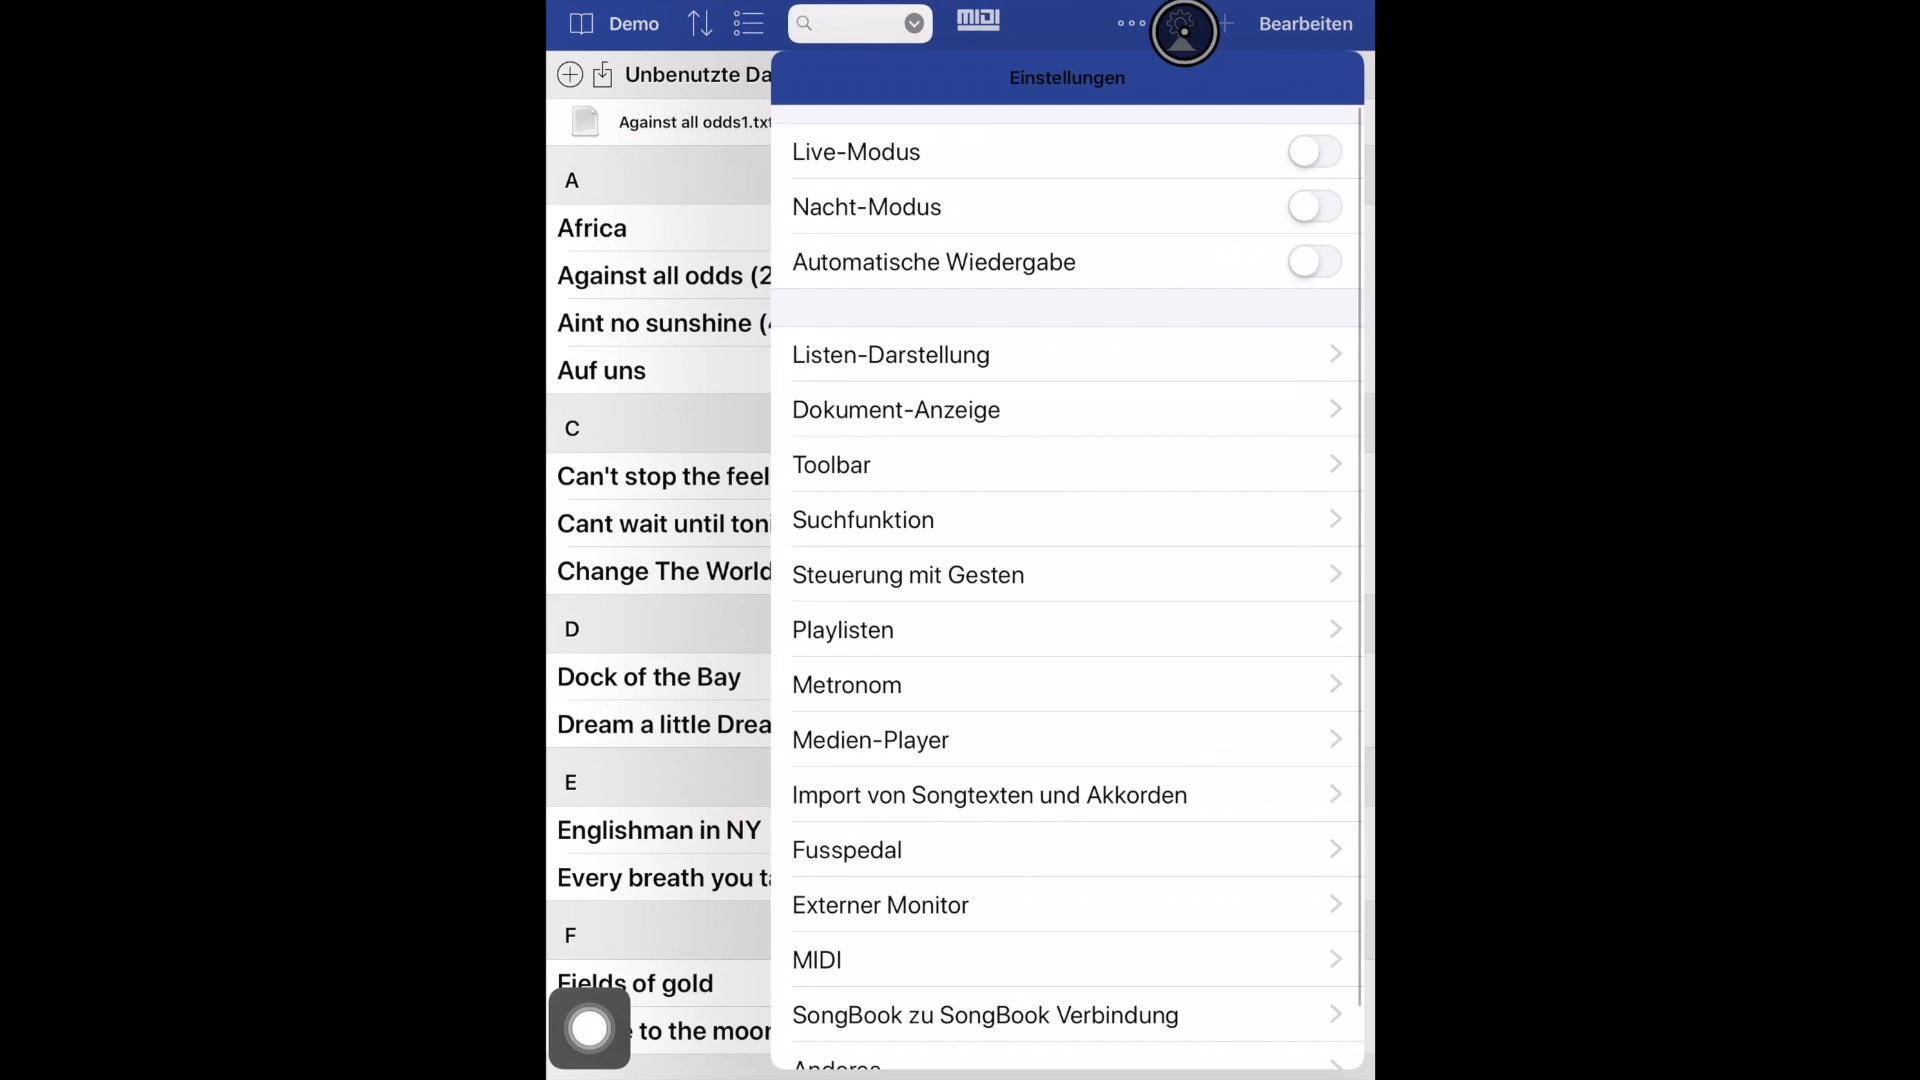 Demo
MIDI
Bearbeiten
Unbenutzte Da
Einstellungen
Against all odds1.txt
A
Africa
Against all odds (2
Aint no sunshine (
Auf uns
C
Can't stop the feel
Cant wait until toni
Change The World
D
Dock of the Bay
Dream a little Drea
E
Englishman in NY
Every breath you ta
F
Fields of gold
to the moon
Live-Modus
Nacht-Modus
Automatische Wiedergabe
Listen-Darstellung
Dokument-Anzeige
Toolbar
Suchfunktion
Steuerung mit Gesten
Playlisten
Metronom
Medien-Player
Import von Songtexten und Akkorden
Fusspedal
Externer Monitor
MIDI
SongBook zu SongBook Verbindung
Anderes